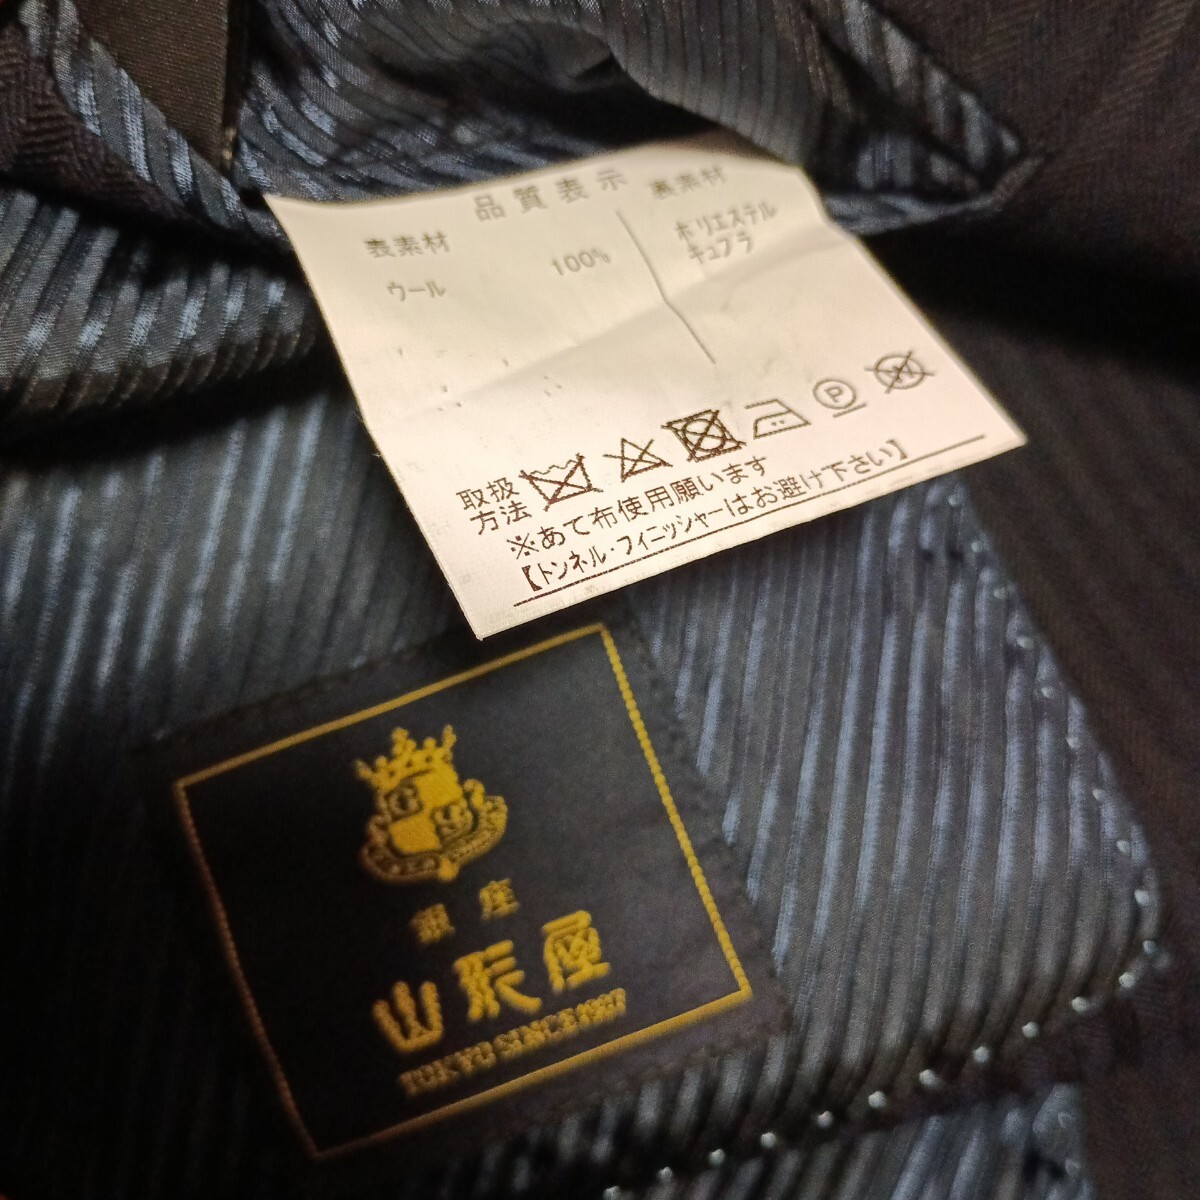 品質表示
表素材
ウール 100%
裏素材
ポリエステル
キュプラ
取扱
方法
P
※あて布使用願います
【トンネル・フィニッシャーはお避け下さい】
銀座
山形屋
TOKYO SINCE 1907